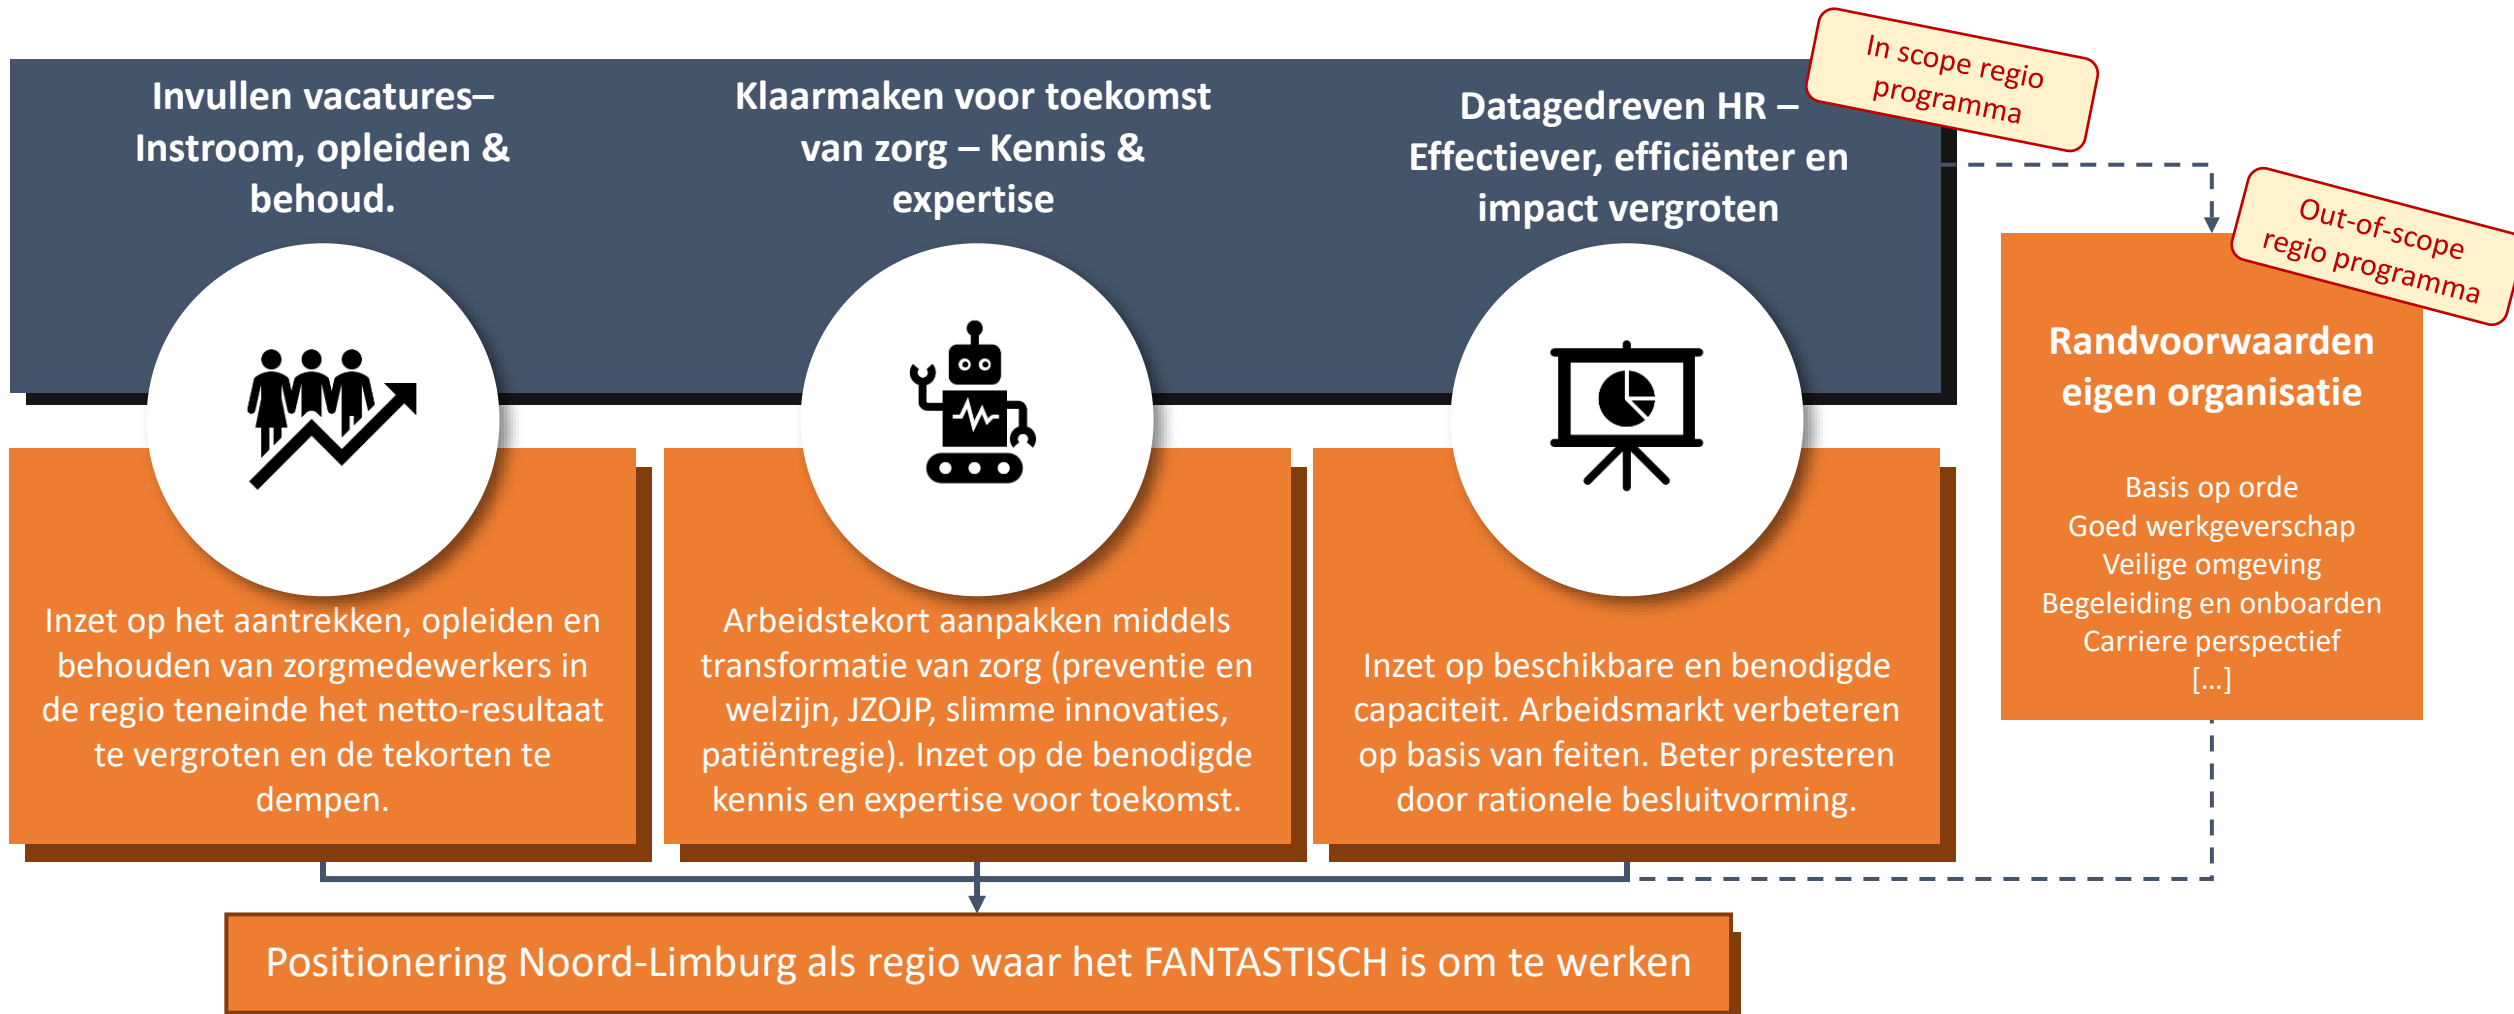 Invullen vacatures–
Instroom, opleiden &
behoud.
Klaarmaken voor toekomst
van zorg – Kennis &
expertise
Datagedreven HR –
Effectiever, efficiënter en
impact vergroten
In scope regio
programma
Out-of-scope
regio programma
Inzet op het aantrekken, opleiden en
behouden van zorgmedewerkers in
de regio teneinde het netto-resultaat
te vergroten en de tekorten te
dempen.
Arbeidstekort aanpakken middels
transformatie van zorg (preventie en
welzijn, JZOJP, slimme innovaties,
patiëntregie). Inzet op de benodigde
kennis en expertise voor toekomst.
Inzet op beschikbare en benodigde
capaciteit. Arbeidsmarkt verbeteren
op basis van feiten. Beter presteren
door rationele besluitvorming.
Randvoorwaarden
eigen organisatie
Basis op orde
Goed werkgeverschap
Veilige omgeving
Begeleiding en onboarden
Carriere perspectief
[...]
Positionering Noord-Limburg als regio waar het FANTASTISCH is om te werken